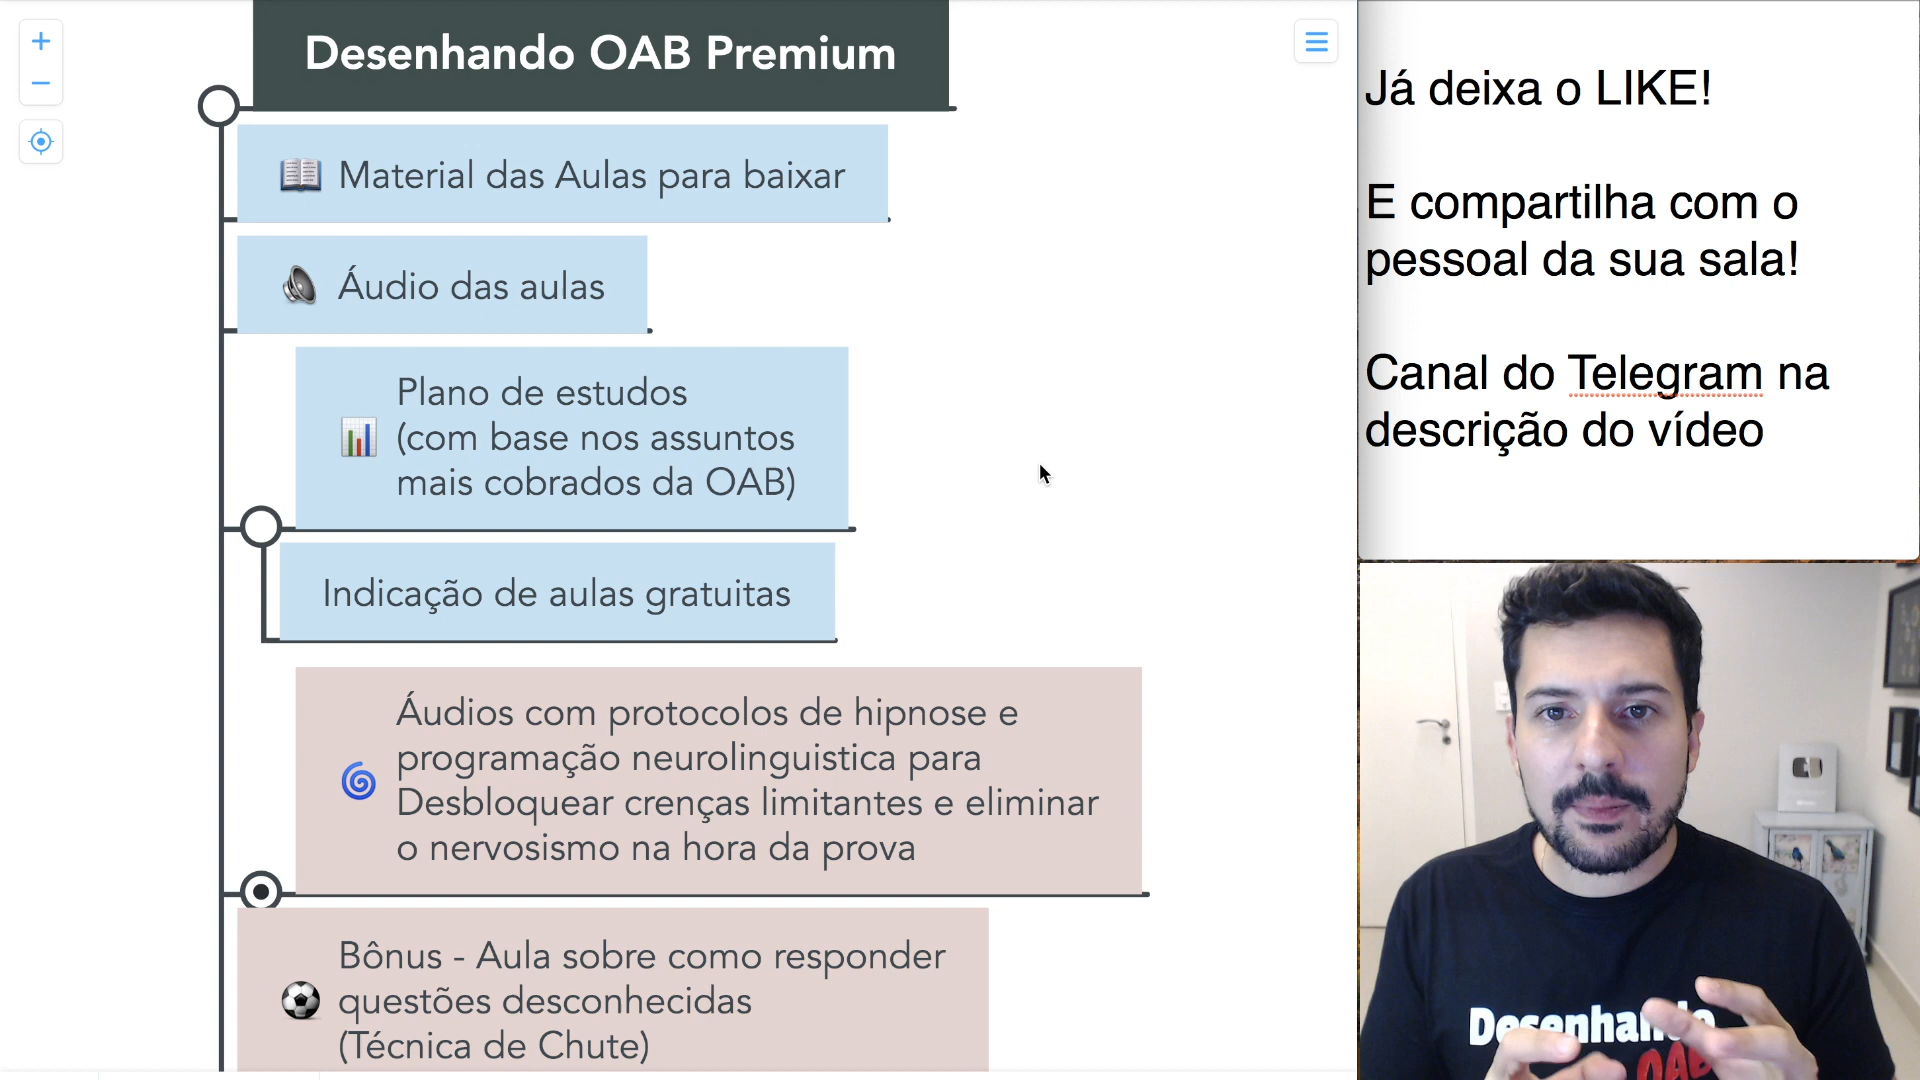 Desenhando OAB Premium
Material das Aulas para baixar
Áudio das aulas
Plano de estudos
(com base nos assuntos
mais cobrados da OAB)
Indicação de aulas gratuitas
Áudios com protocolos de hipnose e
programação neurolinguistica para
Desbloquear crenças limitantes e eliminar
o nervosismo na hora da prova
Bônus - Aula sobre como responder
questões desconhecidas
(Técnica de Chute)
Já deixa o LIKE!
E compartilha com o
pessoal da sua sala!
Canal do Telegram na
descrição do vídeo
Desenhando
OAB